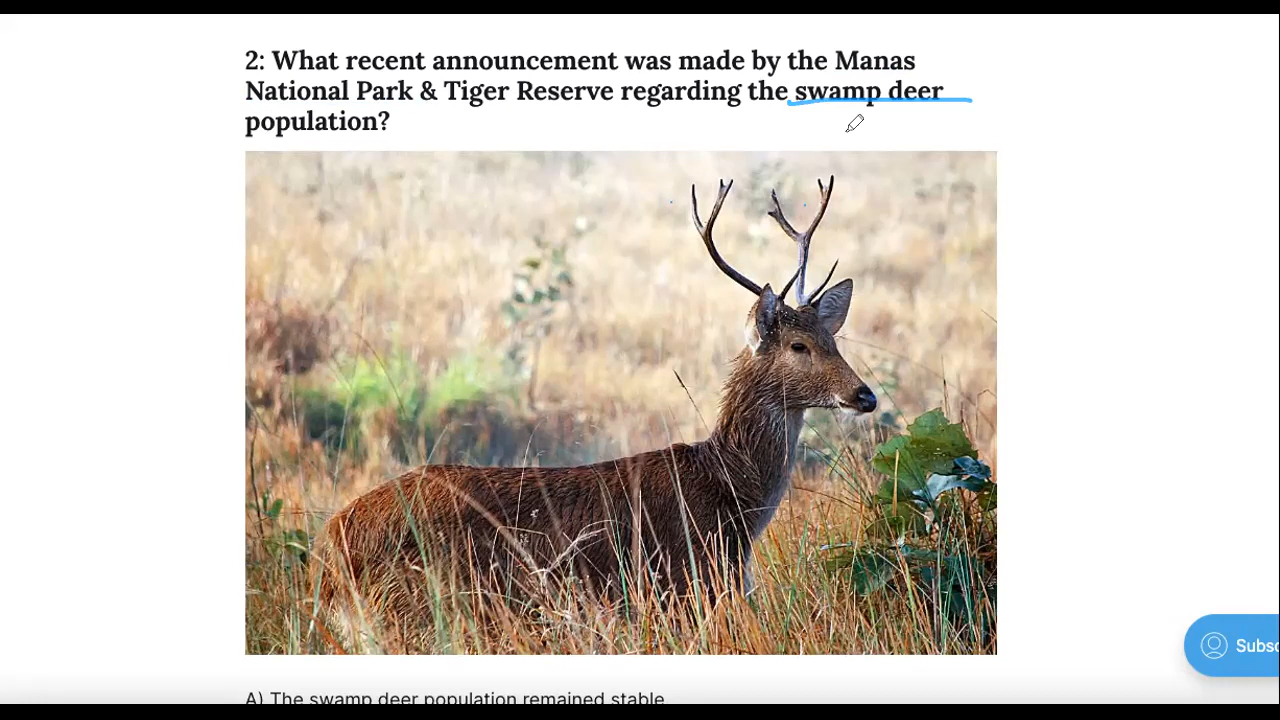 2: What recent announcement was made by the Manas
National Park & Tiger Reserve regarding the swamp deer
population?
A) The swamp deer population remained stable